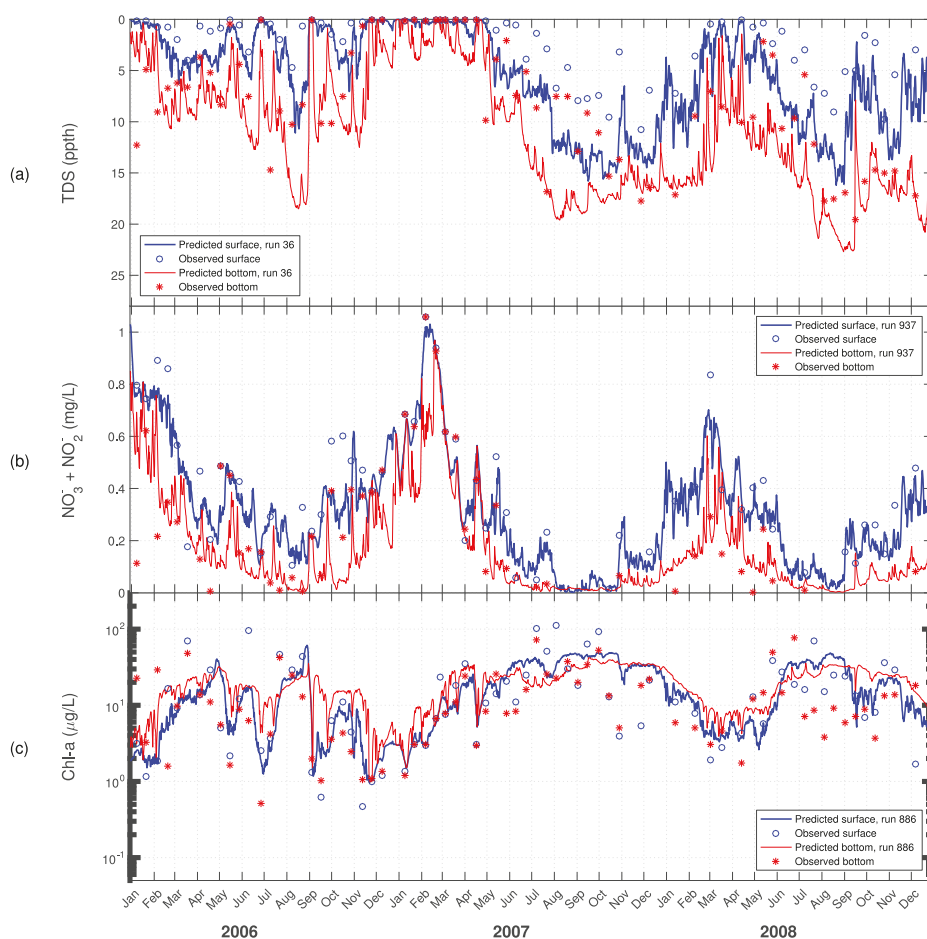 0
5
10
15
20
25
(a)
TDS (ppth)
Predicted surface, run 36
Observed surface
Predicted bottom, run 36
Observed bottom
1
0.8
0.6
0.4
0.2
0
(b)
NO3 + NO2- (mg/L)
Predicted surface, run 937
Observed surface
Predicted bottom, run 937
Observed bottom
10^2
10^1
10^0
10^-1
(c)
Chl-a (μg/L)
Predicted surface, run 886
Observed surface
Predicted bottom, run 886
Observed bottom
Jan Feb Mar Apr May Jun Jul Aug Sep Oct Nov Dec Jan Feb Mar Apr May Jun Jul Aug Sep Oct Nov Dec Jan Feb Mar Apr May Jun Jul Aug Sep Oct Nov Dec
2006 2007 2008